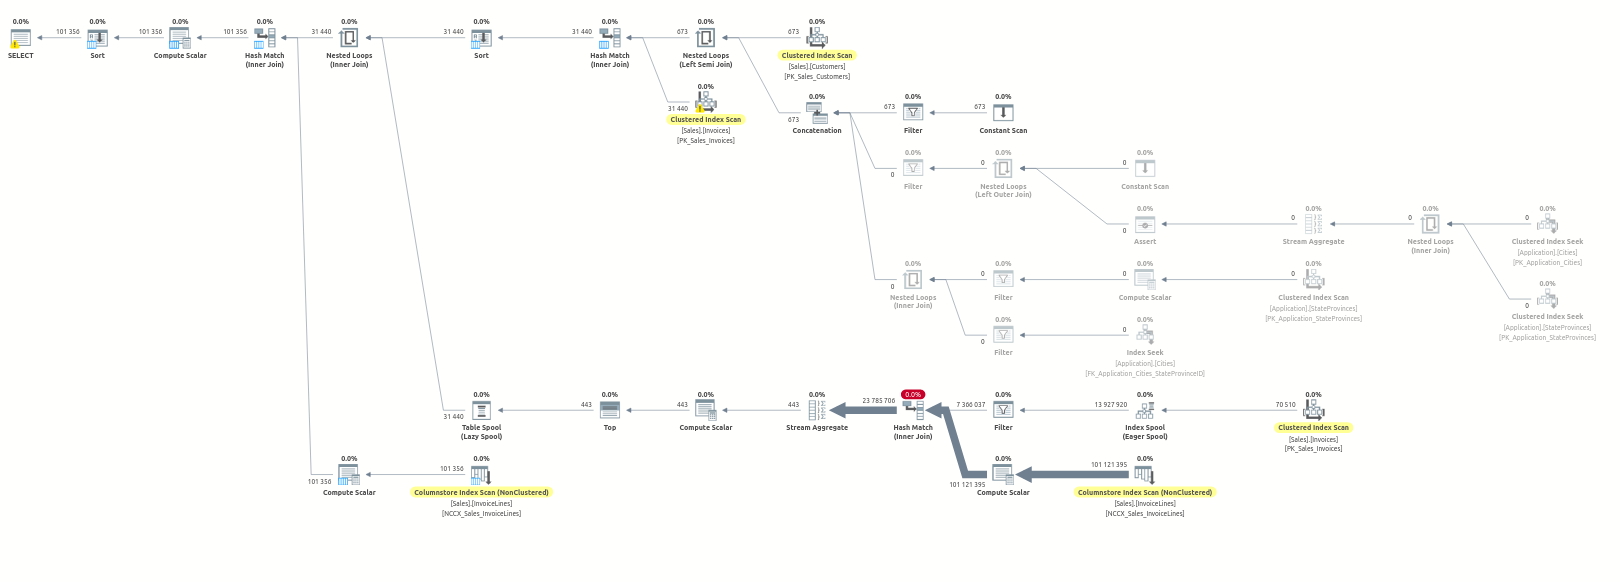 0.0%
SELECT
101 356
0.0%
Sort
101 356
0.0%
Compute Scalar
101 356
0.0%
Hash Match
(Inner Join)
31 440
0.0%
Nested Loops
(Inner Join)
31 440
0.0%
Sort
31 440
0.0%
Hash Match
(Inner Join)
673
0.0%
Nested Loops
(Left Semi Join)
673
0.0%
Clustered Index Scan
[Sales].[Customers]
[PK_Sales_Customers]
31 440
0.0%
Clustered Index Scan
[Sales].[Invoices]
[PK_Sales_Invoices]
673
0.0%
Concatenation
673
0.0%
Filter
673
0.0%
Constant Scan
0
0.0%
Filter
0
0.0%
Nested Loops
(Left Outer Join)
0
0.0%
Constant Scan
0
0.0%
Assert
0
0.0%
Stream Aggregate
0
0.0%
Nested Loops
(Inner Join)
0
0.0%
Clustered Index Seek
[Application].[Cities]
[PK_Application_Cities]
0
0.0%
Clustered Index Seek
[Application].[StateProvinces]
[PK_Application_StateProvinces]
0
0.0%
Nested Loops
(Inner Join)
0
0.0%
Filter
0
0.0%
Compute Scalar
0
0.0%
Clustered Index Scan
[Application].[StateProvinces]
[PK_Application_StateProvinces]
0
0.0%
Filter
0
0.0%
Index Seek
[Application].[Cities]
[FK_Application_Cities_StateProvinceID]
31 440
0.0%
Table Spool
(Lazy Spool)
443
0.0%
Top
443
0.0%
Compute Scalar
443
0.0%
Stream Aggregate
23 785 706
0.0%
Hash Match
(Inner Join)
7 366 037
0.0%
Filter
13 927 920
0.0%
Index Spool
(Eager Spool)
70 510
0.0%
Clustered Index Scan
[Sales].[Invoices]
[PK_Sales_Invoices]
101 356
0.0%
Compute Scalar
101 356
0.0%
Columnstore Index Scan (NonClustered)
[Sales].[InvoiceLines]
[NCCX_Sales_InvoiceLines]
101 121 395
0.0%
Compute Scalar
101 121 395
0.0%
Columnstore Index Scan (NonClustered)
[Sales].[InvoiceLines]
[NCCX_Sales_InvoiceLines]